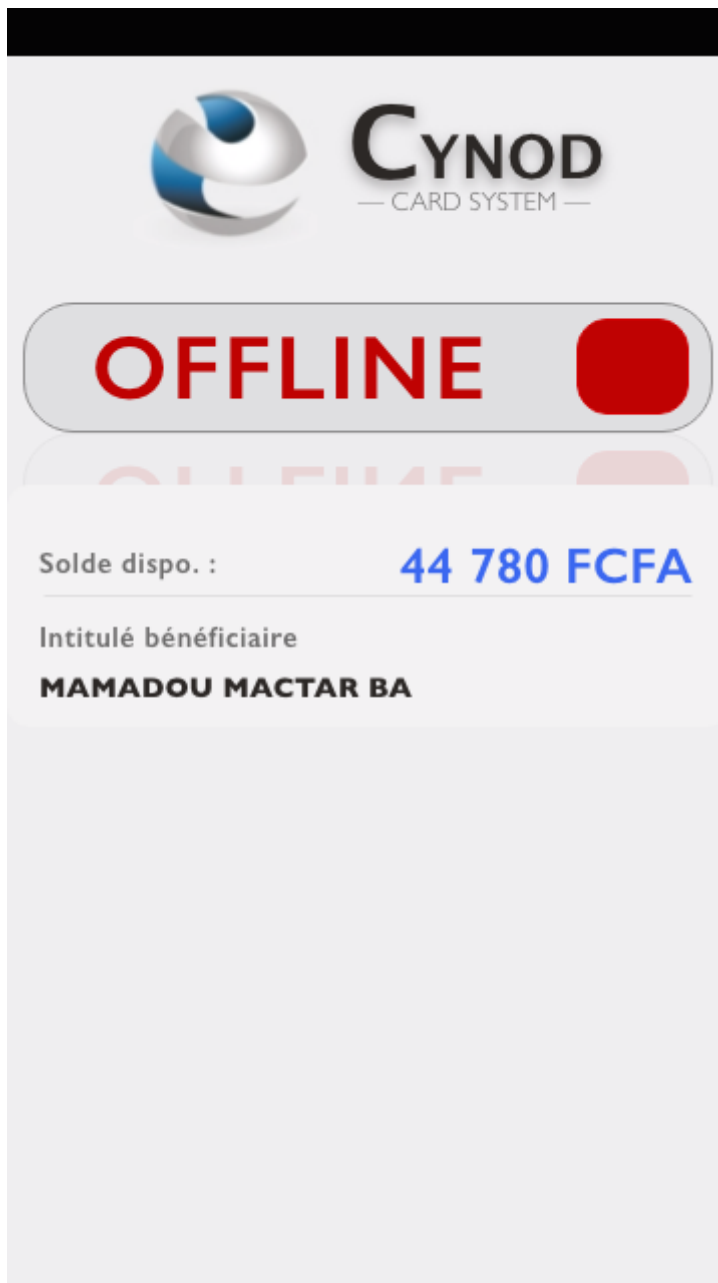 CYNOD
— CARD SYSTEM —
OFFLINE
Solde dispo. : 44 780 FCFA
Intitulé bénéficiaire
MAMADOU MACTAR BA